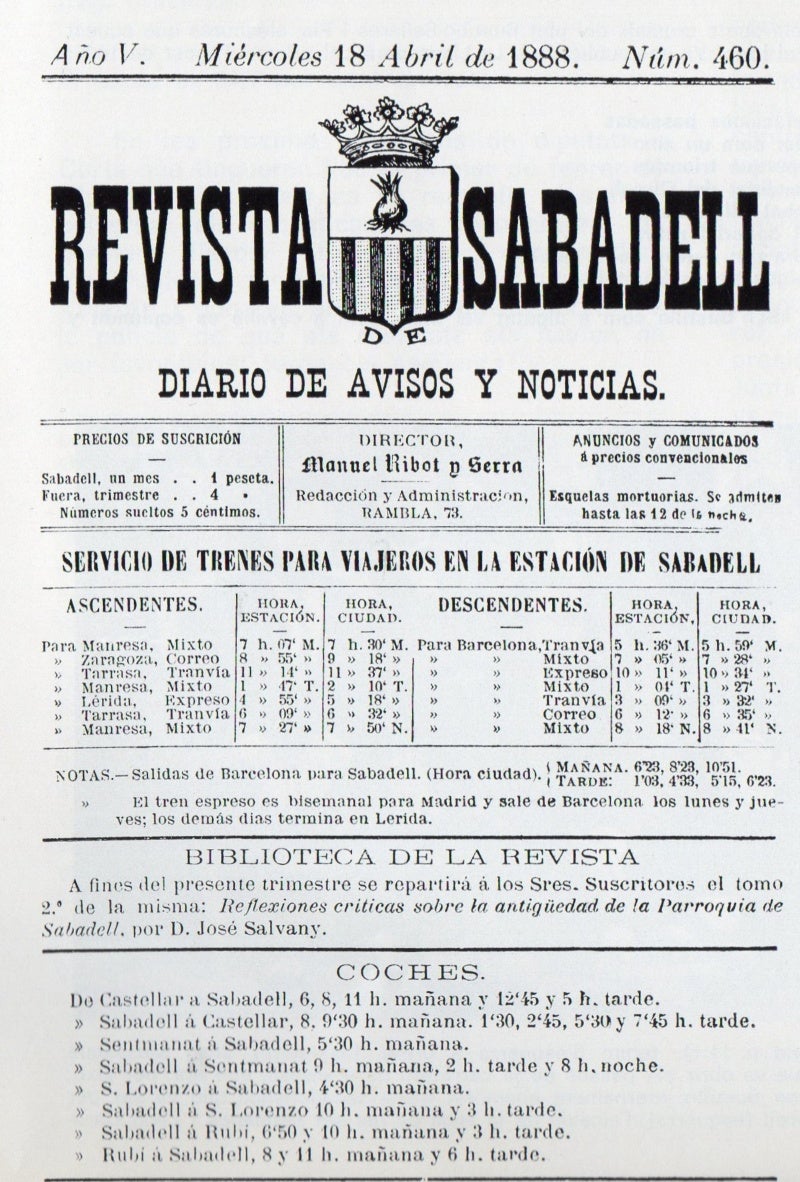 Año V. Miércoles 18 Abril de 1888. Núm. 460.
REVISTA DE SABADELL
DIARIO DE AVISOS Y NOTICIAS.
PRECIOS DE SUSCRICIÓN
Sabadell, un mes . . 1 peseta.
Fuera, trimestre . . 4 »
Números sueltos 5 céntimos.
DIRECTOR,
Manuel Ribot y Serra
Redacción y Administración,
RAMBLA, 73.
ANUNCIOS y COMUNICADOS
á precios convencionales
Esquelas mortuorias. Se admiten
hasta las 12 de la noche.
SERVICIO DE TRENES PARA VIAJEROS EN LA ESTACIÓN DE SABADELL
ASCENDENTES. HORA, ESTACIÓN. HORA, CIUDAD. DESCENDENTES. HORA, ESTACIÓN, HORA, CIUDAD.
Para Manresa, Mixto 7 h. 07‘ M. 7 h. 30‘ M. Para Barcelona, Tranvía 5 h. 36‘ M. 5 h. 59‘ M.
» Zaragoza, Correo 8 » 55‘ » 9 » 18‘ » » » Mixto 7 » 05‘ » 7 » 28‘ »
» Tarrasa, Tranvía 11 » 14‘ » 11 » 37‘ » » » Expreso 10 » 11‘ » 10 » 34‘ »
» Manresa, Mixto 1 » 47‘ T. 2 » 10‘ T. » » Mixto 1 » 04‘ T. 1 » 27‘ T.
» Lérida, Expreso 4 » 55‘ » 5 » 18‘ » » » Tranvía 3 » 09‘ » 3 » 32‘ »
» Tarrasa, Tranvía 6 » 09‘ » 6 » 32‘ » » » Correo 6 » 12‘ » 6 » 35‘ »
» Manresa, Mixto 7 » 27‘ » 7 » 50‘ N. » » Mixto 8 » 18‘ N. 8 » 41‘ N.
NOTAS.—Salidas de Barcelona para Sabadell. (Hora ciudad). { MAÑANA. 6‘23, 8‘23, 10‘51.
TARDE: 1‘03, 4‘33, 5‘15, 6‘23.
» El tren espreso es bisemanal para Madrid y sale de Barcelona los lunes y jue-
ves; los demás dias termina en Lerida.
BIBLIOTECA DE LA REVISTA
A fines del presente trimestre se repartirá á los Sres. Suscritores el tomo
2.º de la misma: Reflexiones críticas sobre la antigüedad de la Parroquia de
Sabadell, por D. José Salvany.
COCHES.
De Castellar a Sabadell, 6, 8, 11 h. mañana y 12‘45 y 5 h. tarde.
» Sabadell á Castellar, 8, 9‘30 h. mañana. 1‘30, 2‘45, 5‘30 y 7‘45 h. tarde.
» Sentmanat á Sabadell, 5‘30 h. mañana.
» Sabadell á Sentmanat 9 h. mañana, 2 h. tarde y 8 h. noche.
» S. Lorenzo á Sabadell, 4‘30 h. mañana.
» Sabadell á S. Lorenzo 10 h. mañana y 3 h. tarde.
» Sabadell á Rubí, 6‘50 y 10 h. mañana y 3 h. tarde.
» Rubí á Sabadell, 8 y 11 h. mañana y 6 h. tarde.